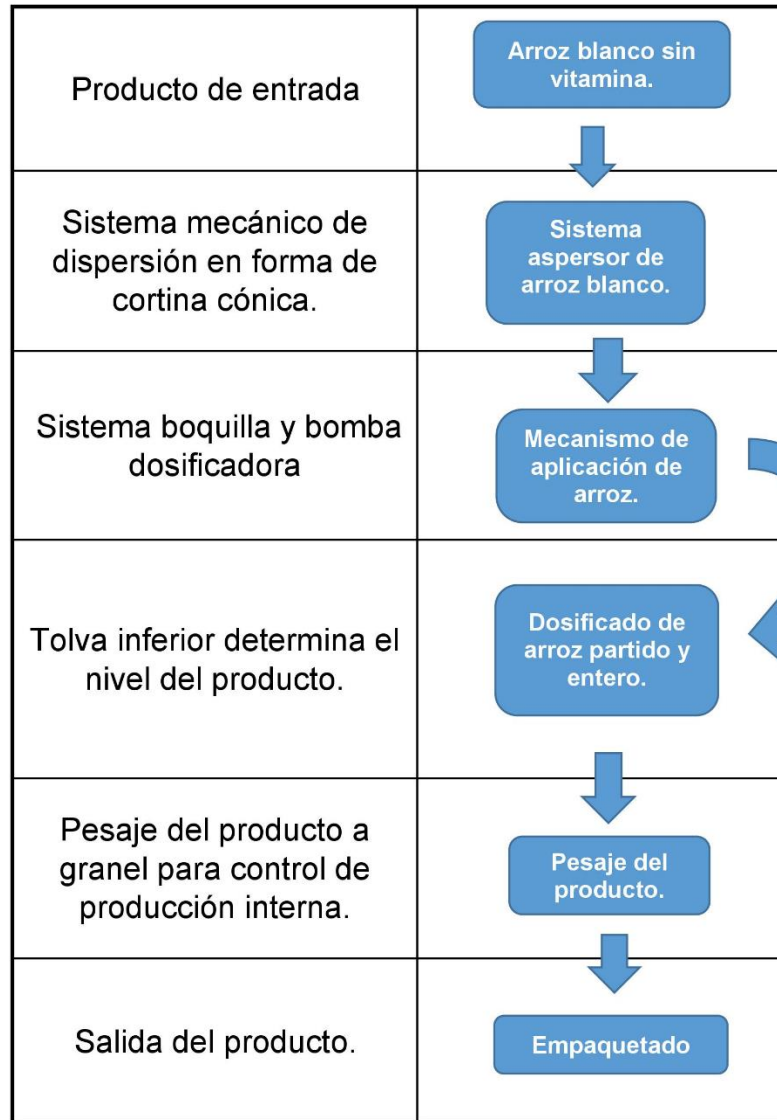 Producto de entrada
Arroz blanco sin
vitamina.
Sistema mecánico de
dispersión en forma de
cortina cónica.
Sistema
aspersor de
arroz blanco.
Sistema boquilla y bomba
dosificadora
Mecanismo de
aplicación de
arroz.
Tolva inferior determina el
nivel del producto.
Dosificado de
arroz partido y
entero.
Pesaje del producto a
granel para control de
producción interna.
Pesaje del
producto.
Salida del producto.
Empaquetado